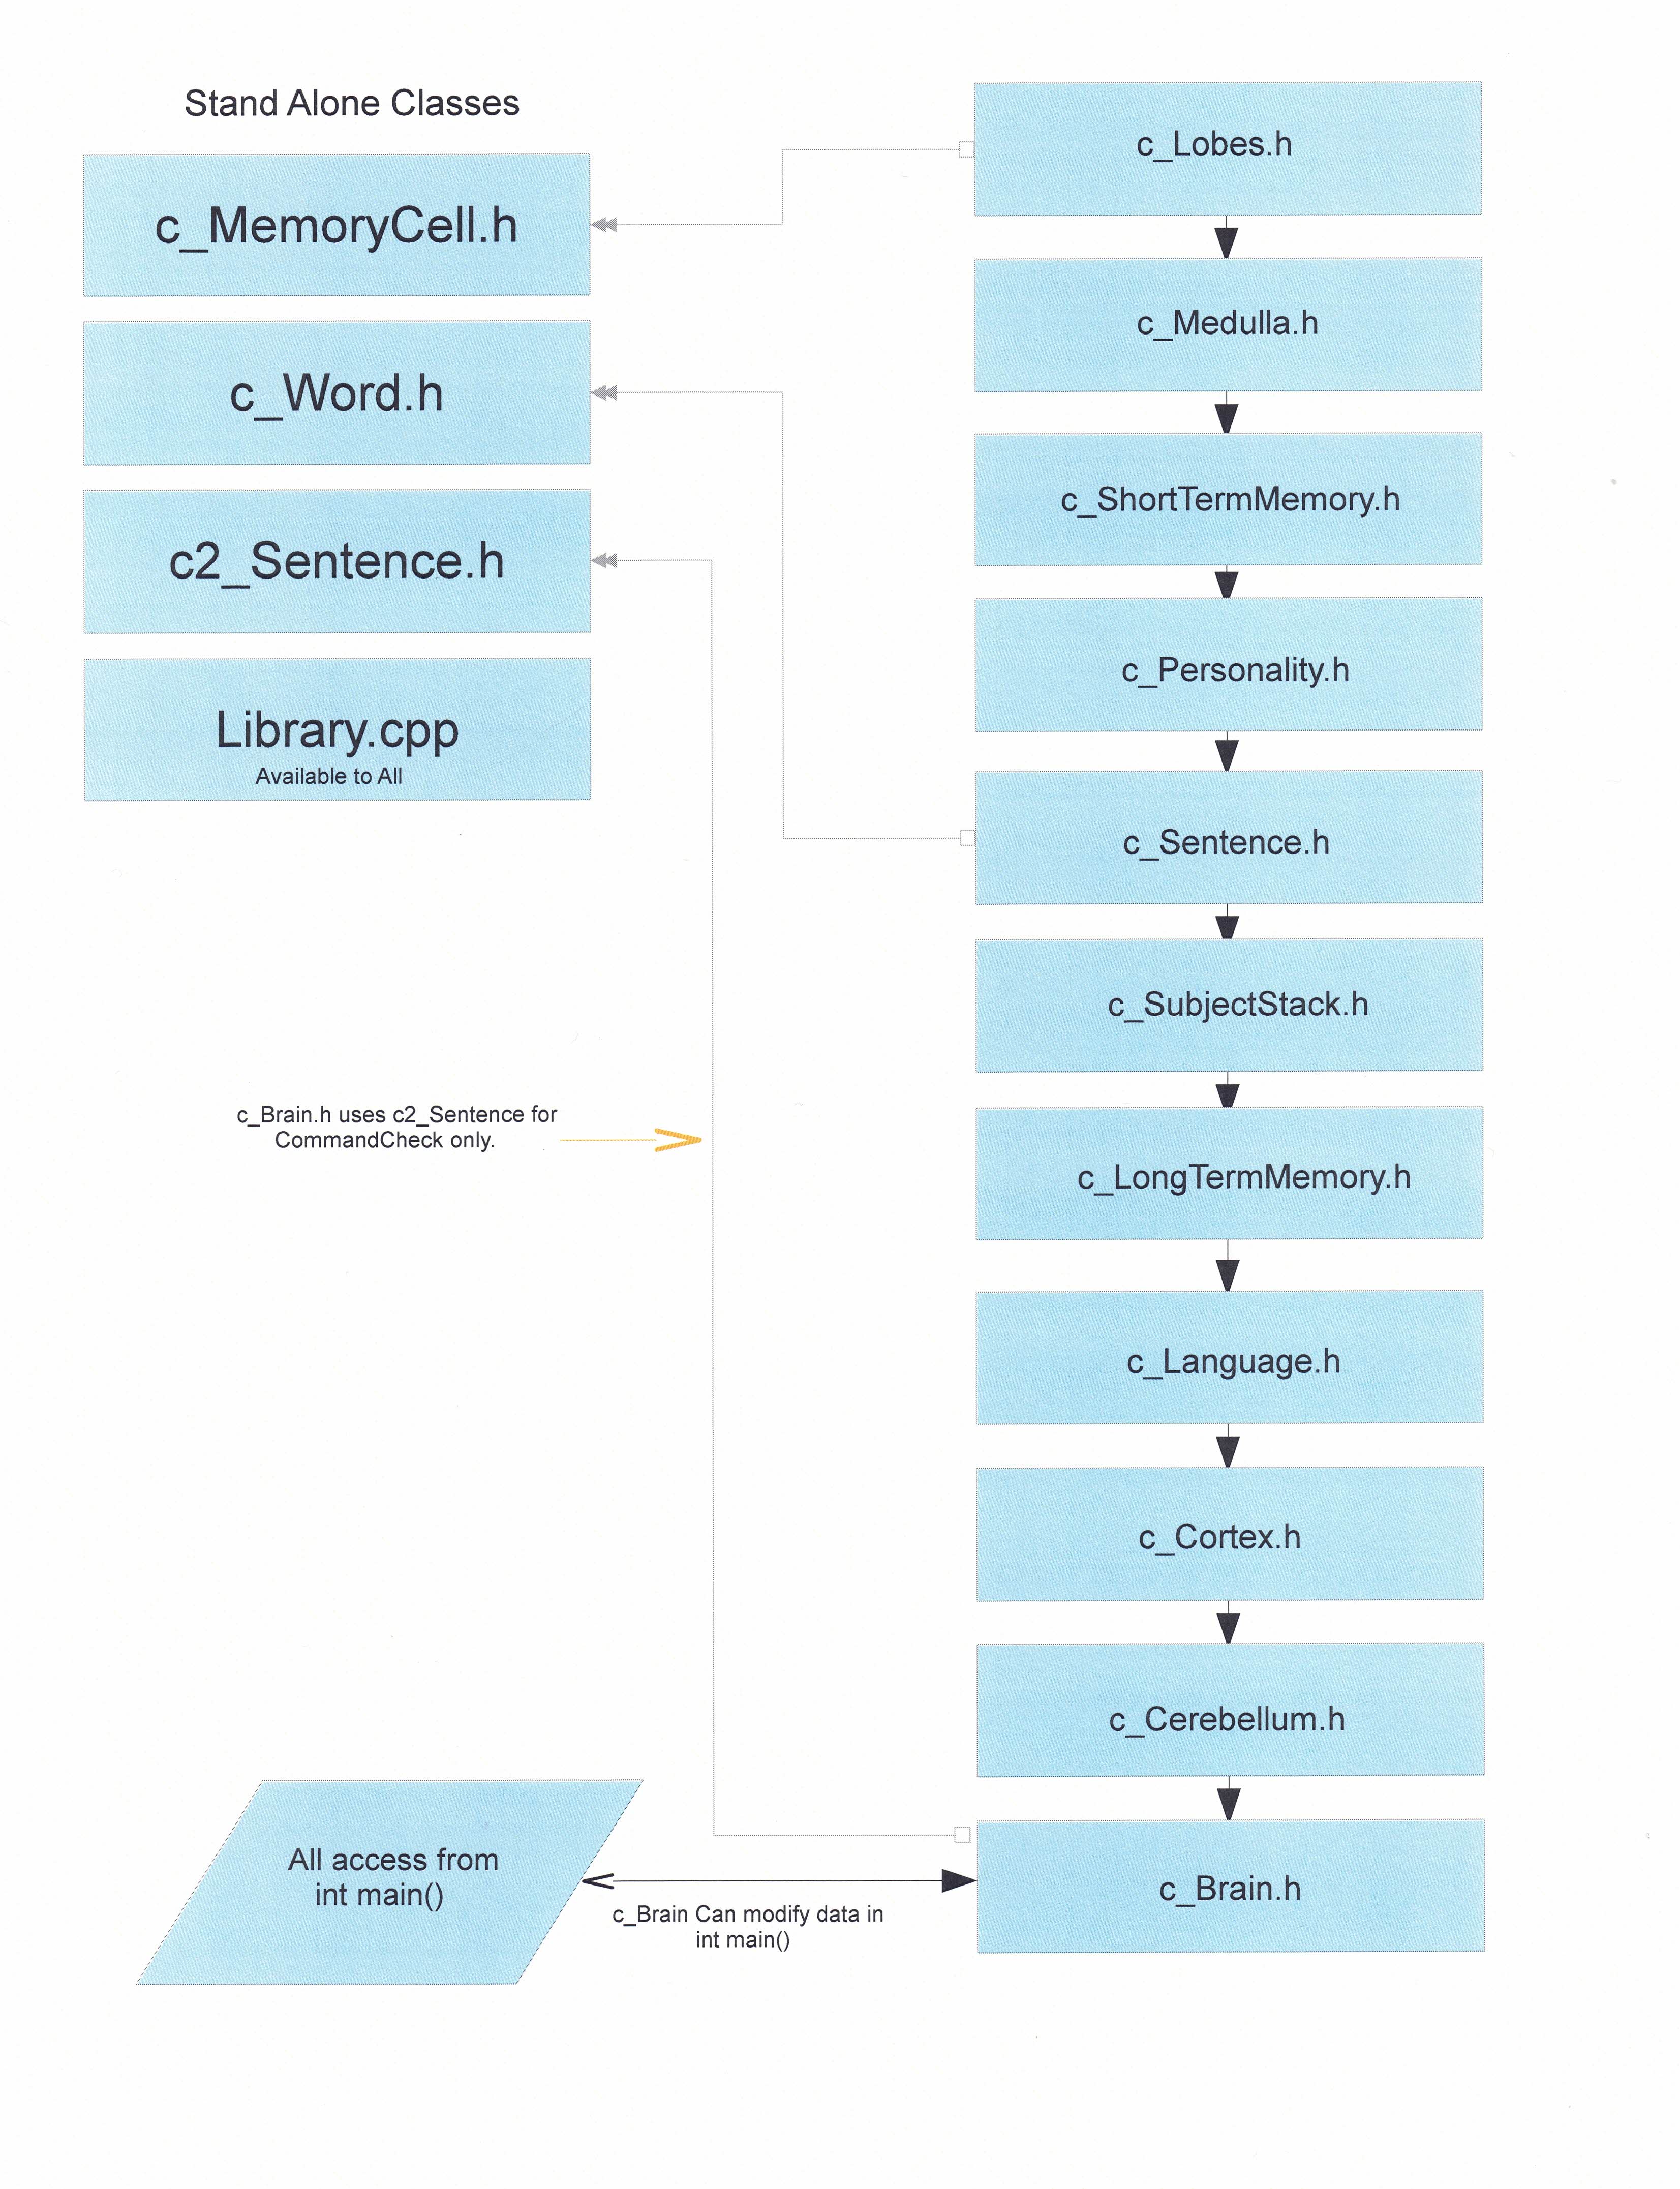 Stand Alone Classes
c_MemoryCell.h
c_Word.h
c2_Sentence.h
Library.cpp
Available to All
c_Lobes.h
c_Medulla.h
c_ShortTermMemory.h
c_Personality.h
c_Sentence.h
c_SubjectStack.h
c_LongTermMemory.h
c_Language.h
c_Cortex.h
c_Cerebellum.h
c_Brain.h
c_Brain.h uses c2_Sentence for
CommandCheck only.
All access from
int main()
c_Brain Can modify data in
int main()